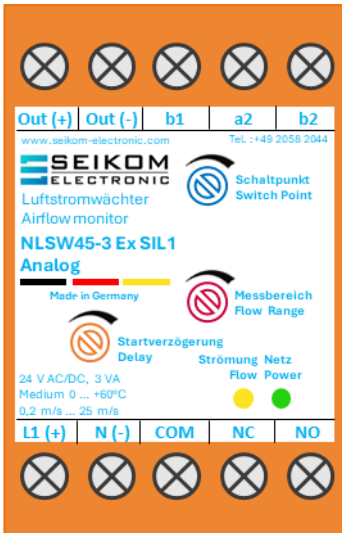 Out (+) Out (-) b1 a2 b2
www.seikom-electronic.com Tel. :+49 2058 2044
SEIKOM
ELECTRONIC
Schaltpunkt
Switch Point
Luftstromwächter
Airflow monitor
NLSW45-3 Ex SIL1
Analog
Made in Germany
Messbereich
Flow Range
Startverzögerung
Delay
Strömung Netz
Flow Power
24 V AC/DC, 3 VA
Medium 0 ... +60°C
0,2 m/s ... 25 m/s
L1 (+) N (-) COM NC NO